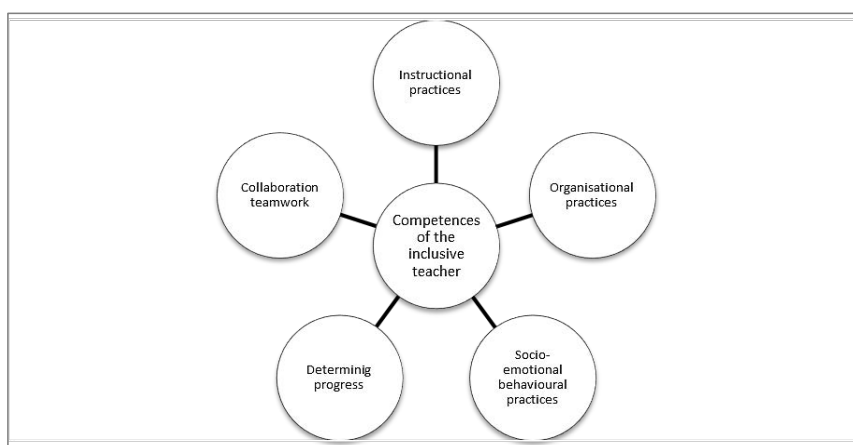 Instructional
practices
Collaboration
teamwork
Organisational
practices
Competences
of the
inclusive
teacher
Determinig
progress
Socio-
emotional
behavioural
practices